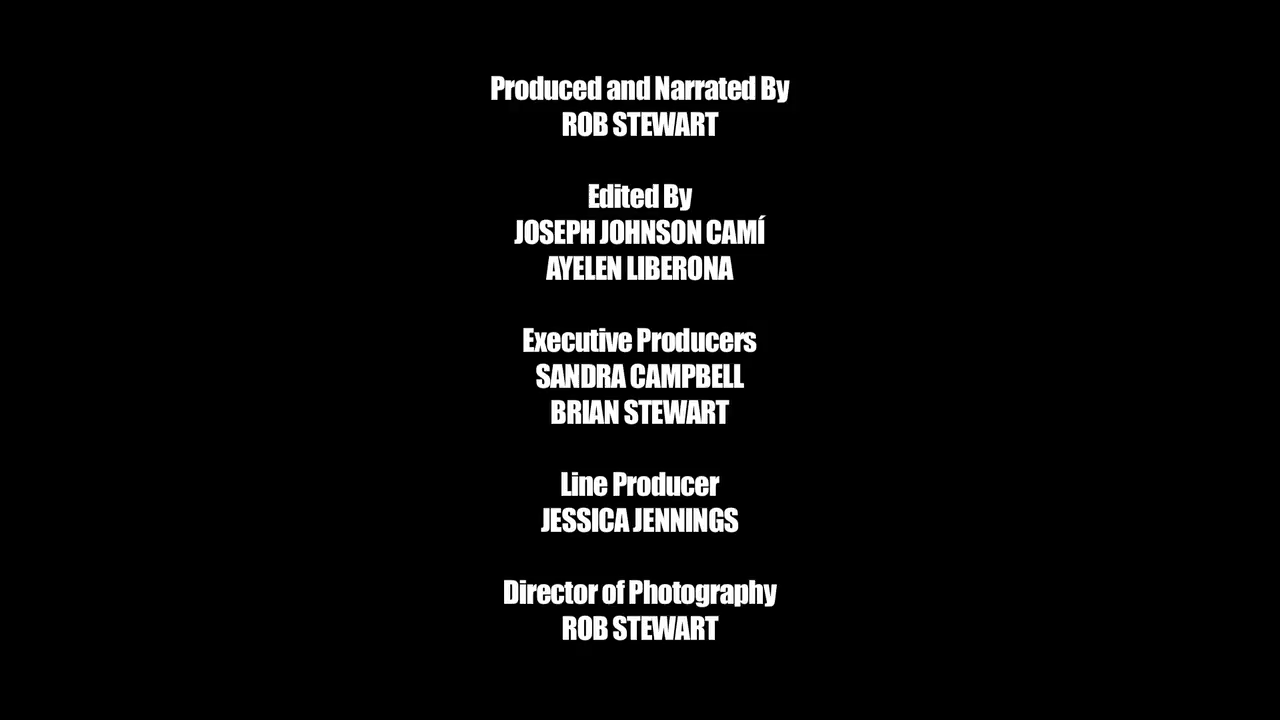 Produced and Narrated By
ROB STEWART
Edited By
JOSEPH JOHNSON CAMÍ
AYELEN LIBERONA
Executive Producers
SANDRA CAMPBELL
BRIAN STEWART
Line Producer
JESSICA JENNINGS
Director of Photography
ROB STEWART